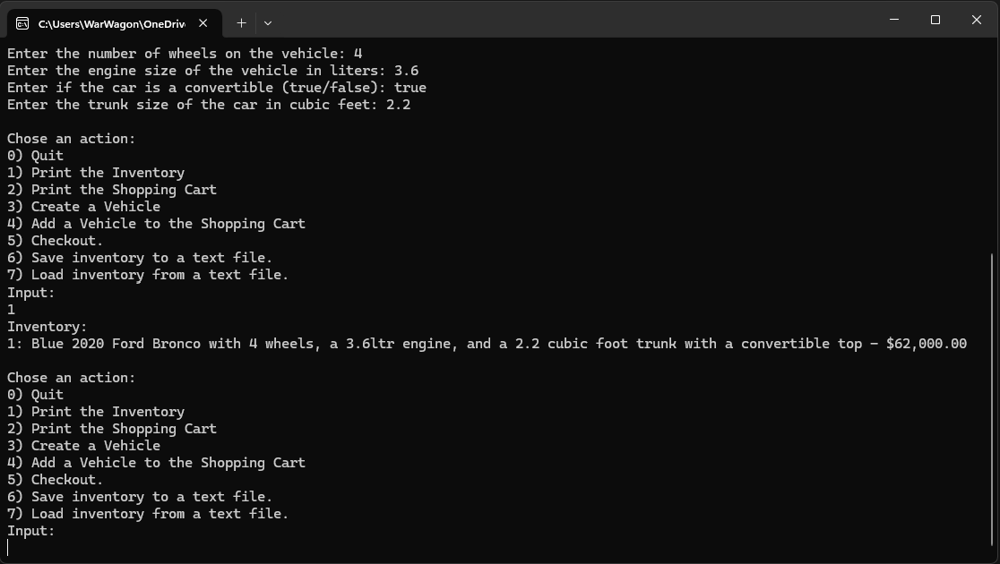 C:\Users\WarWagon\OneDriv
Enter the number of wheels on the vehicle: 4
Enter the engine size of the vehicle in liters: 3.6
Enter if the car is a convertible (true/false): true
Enter the trunk size of the car in cubic feet: 2.2
Chose an action:
0) Quit
1) Print the Inventory
2) Print the Shopping Cart
3) Create a Vehicle
4) Add a Vehicle to the Shopping Cart
5) Checkout.
6) Save inventory to a text file.
7) Load inventory from a text file.
Input:
1
Inventory:
1: Blue 2020 Ford Bronco with 4 wheels, a 3.6ltr engine, and a 2.2 cubic foot trunk with a convertible top - $62,000.00
Chose an action:
0) Quit
1) Print the Inventory
2) Print the Shopping Cart
3) Create a Vehicle
4) Add a Vehicle to the Shopping Cart
5) Checkout.
6) Save inventory to a text file.
7) Load inventory from a text file.
Input: